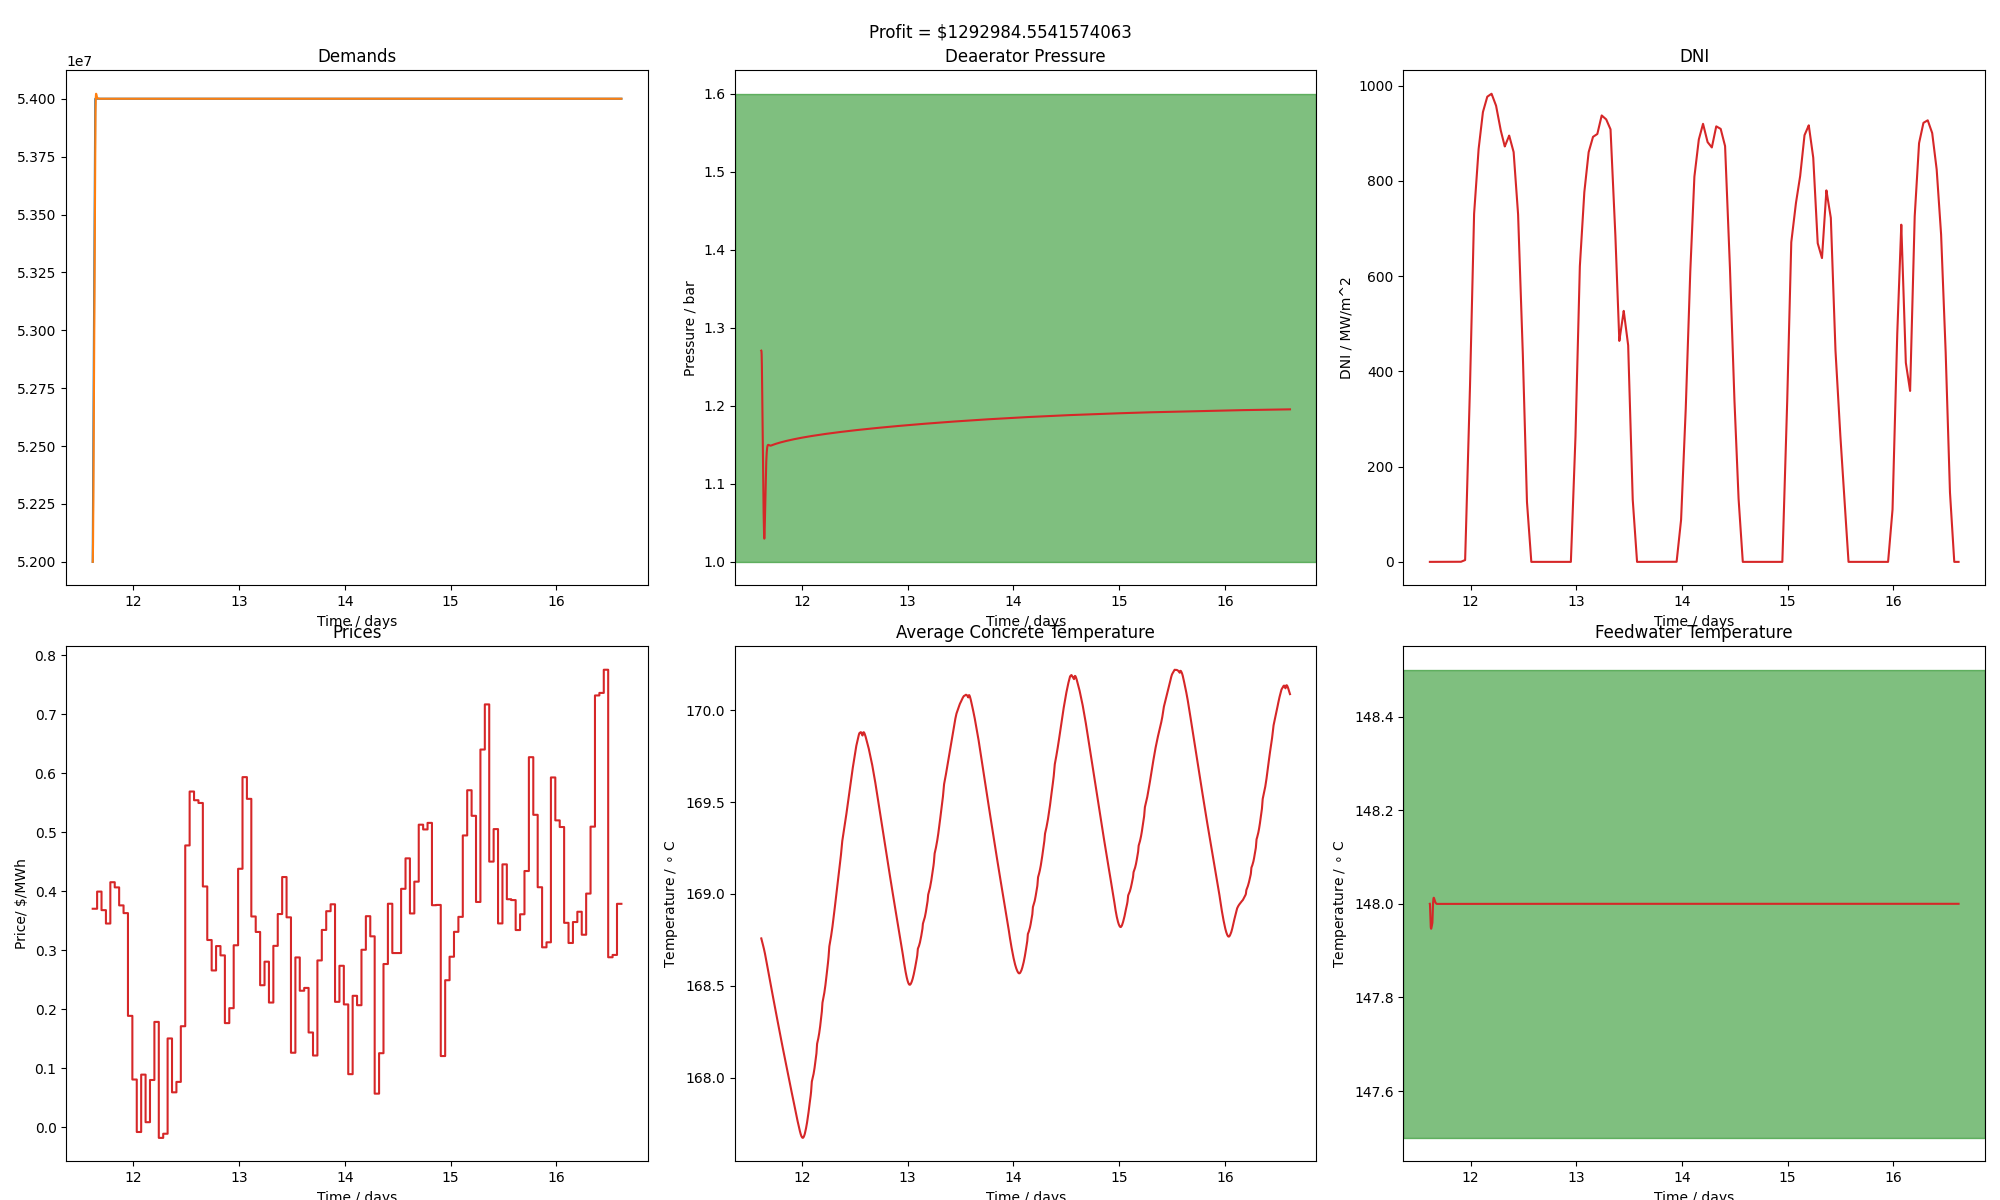 Profit = $1292984.5541574063
Demands
1e7
5.400
5.375
5.350
5.325
5.300
5.275
5.250
5.225
5.200
12 13 14 15 16
Time / days
Deaerator Pressure
Pressure / bar
1.6
1.5
1.4
1.3
1.2
1.1
1.0
12 13 14 15 16
Time / days
DNI
DNI / MW/m^2
1000
800
600
400
200
0
12 13 14 15 16
Time / days
Prices
Price/ $/MWh
0.8
0.7
0.6
0.5
0.4
0.3
0.2
0.1
0.0
12 13 14 15 16
Time / days
Average Concrete Temperature
Temperature / ∘ C
170.0
169.5
169.0
168.5
168.0
12 13 14 15 16
Time / days
Feedwater Temperature
Temperature / ∘ C
148.4
148.2
148.0
147.8
147.6
12 13 14 15 16
Time / days